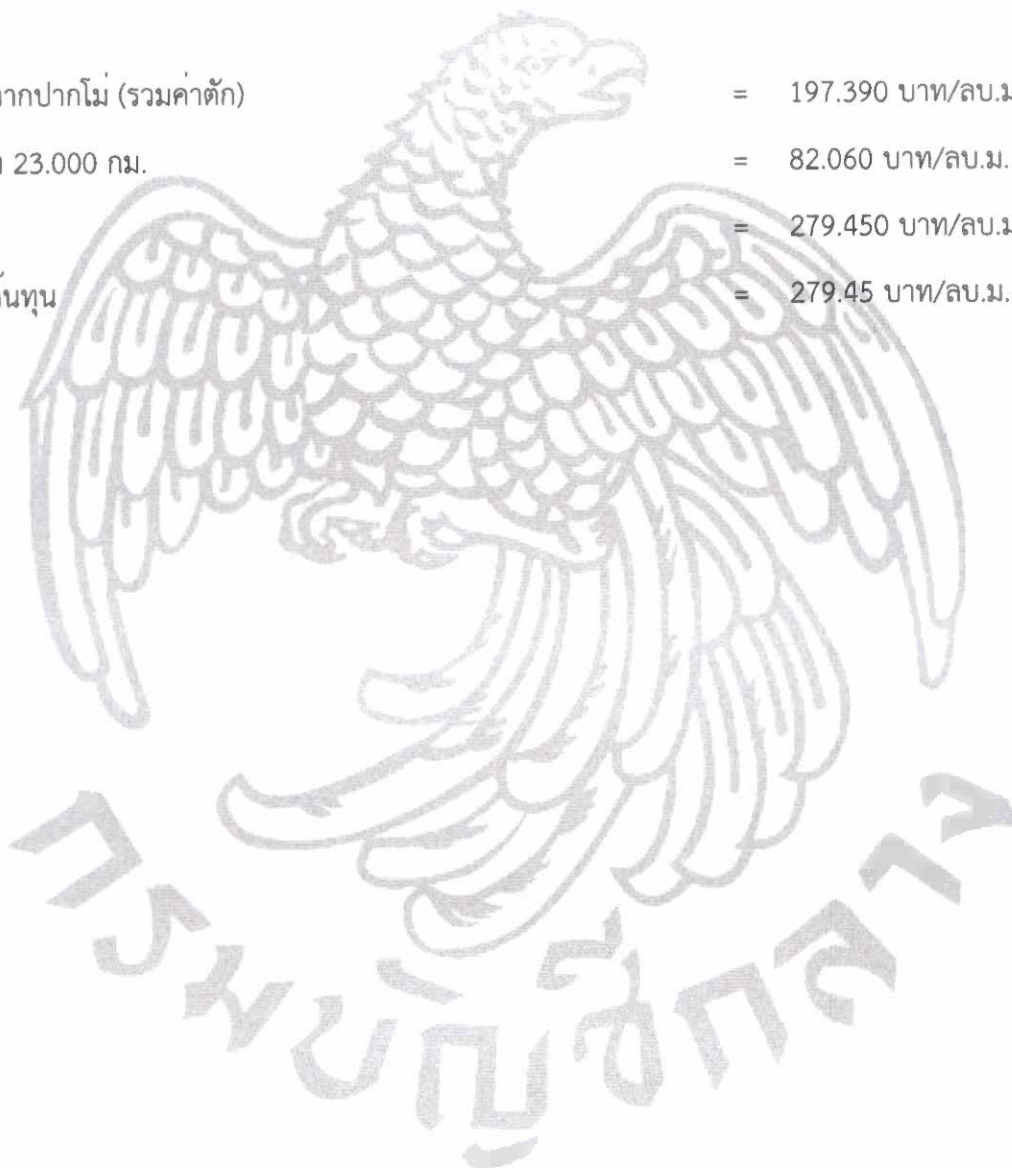 ากปากโม่ (รวมค่าตัก) = 197.390 บาท/ลบ.ม
23.000 กม. = 82.060 บาท/ลบ.ม.
= 279.450 บาท/ลบ.ม
ต้นทุน = 279.45 บาท/ลบ.ม.
กรมบัญชีกลาง